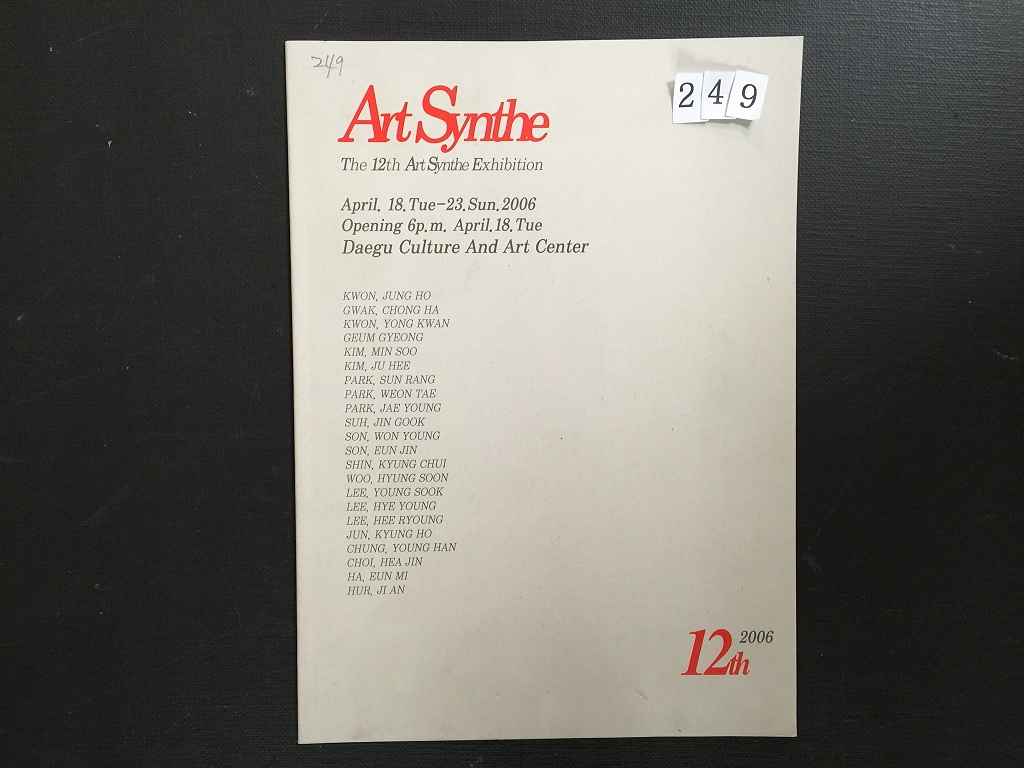 249
2 4 9
Art Synthe
The 12th Art Synthe Exhibition
April. 18.Tue-23.Sun.2006
Opening 6p.m. April.18.Tue
Daegu Culture And Art Center
KWON, JUNG HO
GWAK, CHONG HA
KWON, YONG KWAN
GEUM GYEONG
KIM, MIN SOO
KIM, JU HEE
PARK, SUN RANG
PARK, WEON TAE
PARK, JAE YOUNG
SUH, JIN GOOK
SON, WON YOUNG
SON, EUN JIN
SHIN, KYUNG CHUI
WOO, HYUNG SOON
LEE, YOUNG SOOK
LEE, HYE YOUNG
LEE, HEE RYOUNG
JUN, KYUNG HO
CHUNG, YOUNG HAN
CHOI, HEA JIN
HA, EUN MI
HUR, JI AN
12th 2006